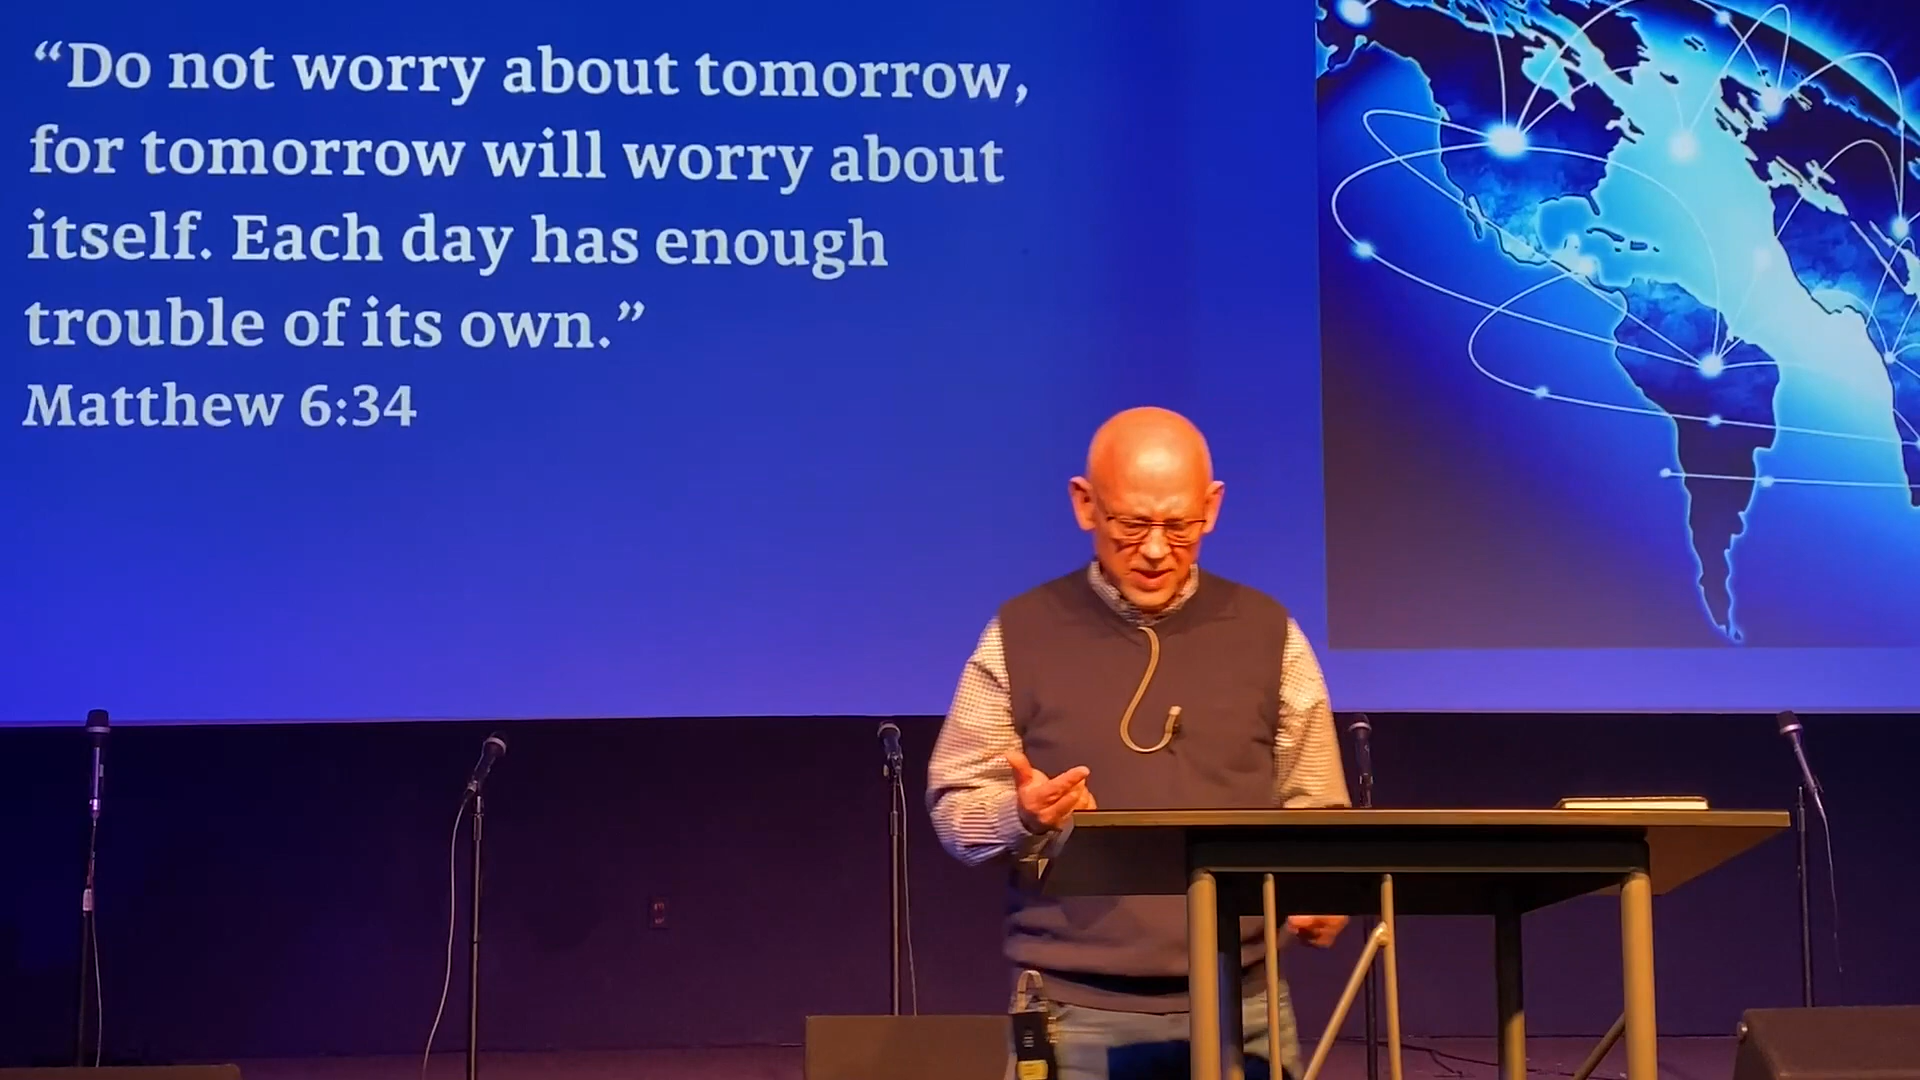 “Do not worry about tomorrow,
for tomorrow will worry about
itself. Each day has enough
trouble of its own.”
Matthew 6:34